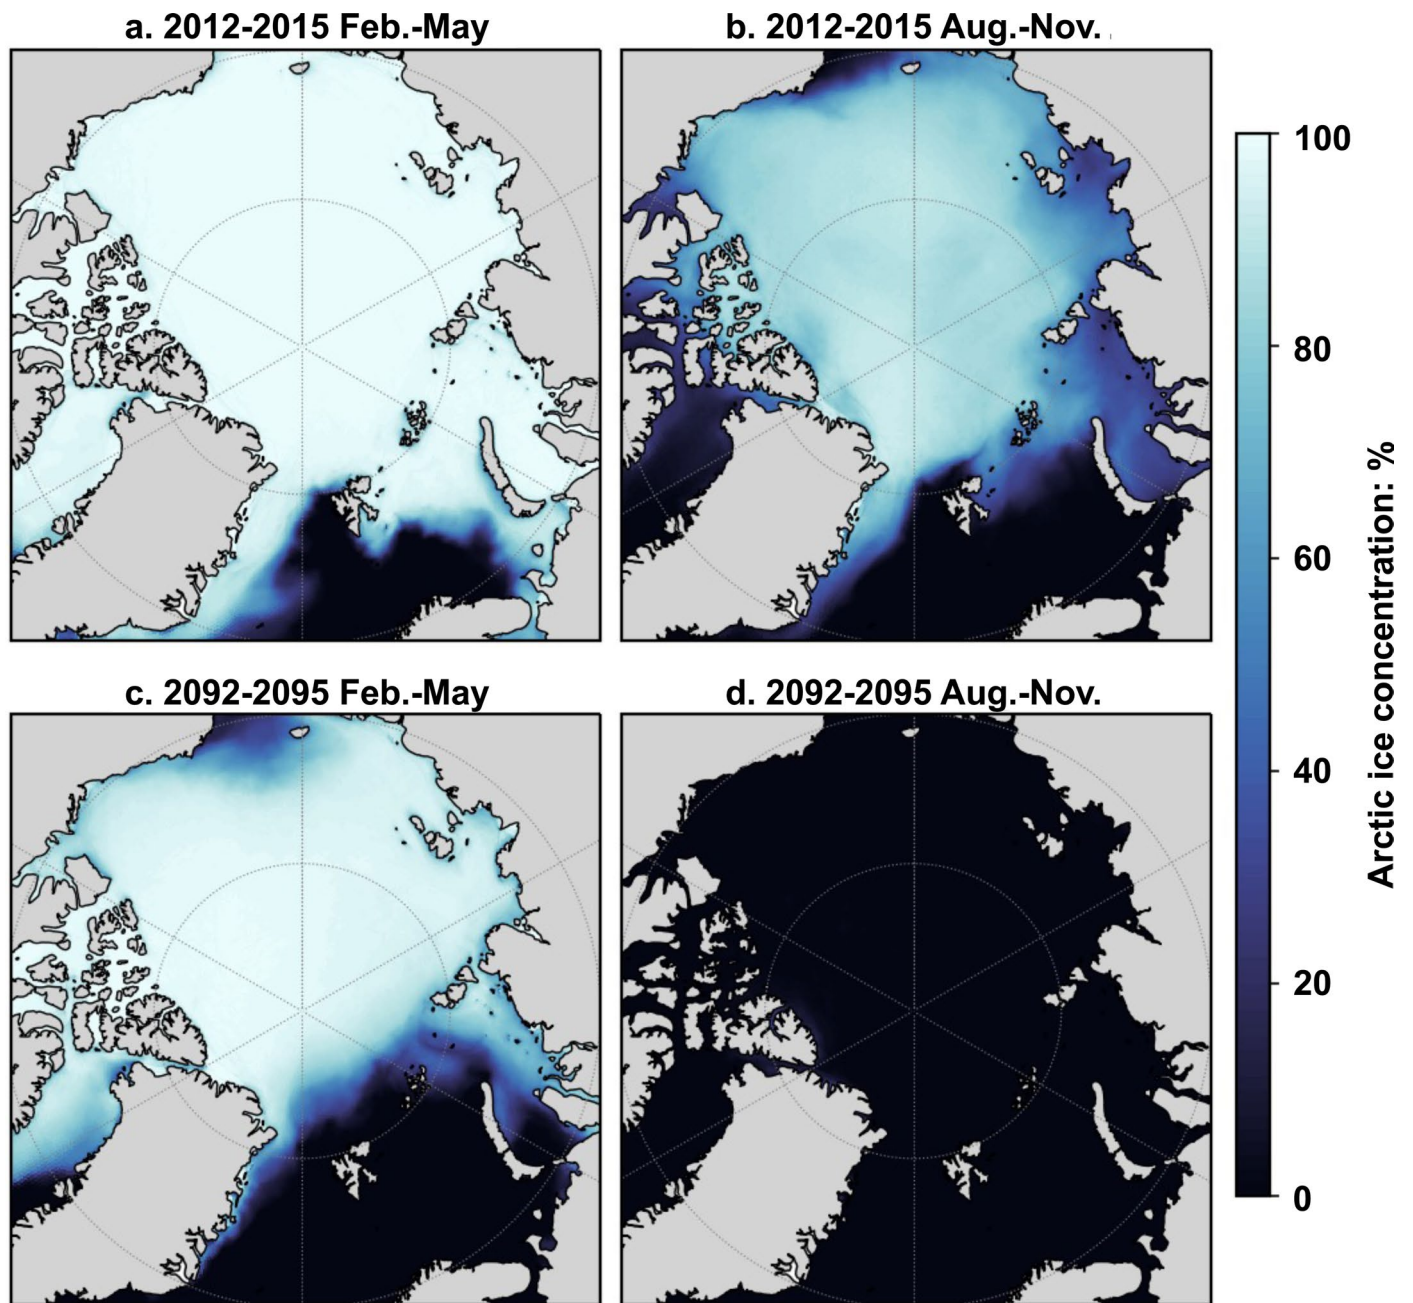 a. 2012-2015 Feb.-May
b. 2012-2015 Aug.-Nov.
100
80
60
40
20
0
Arctic ice concentration: %
c. 2092-2095 Feb.-May
d. 2092-2095 Aug.-Nov.